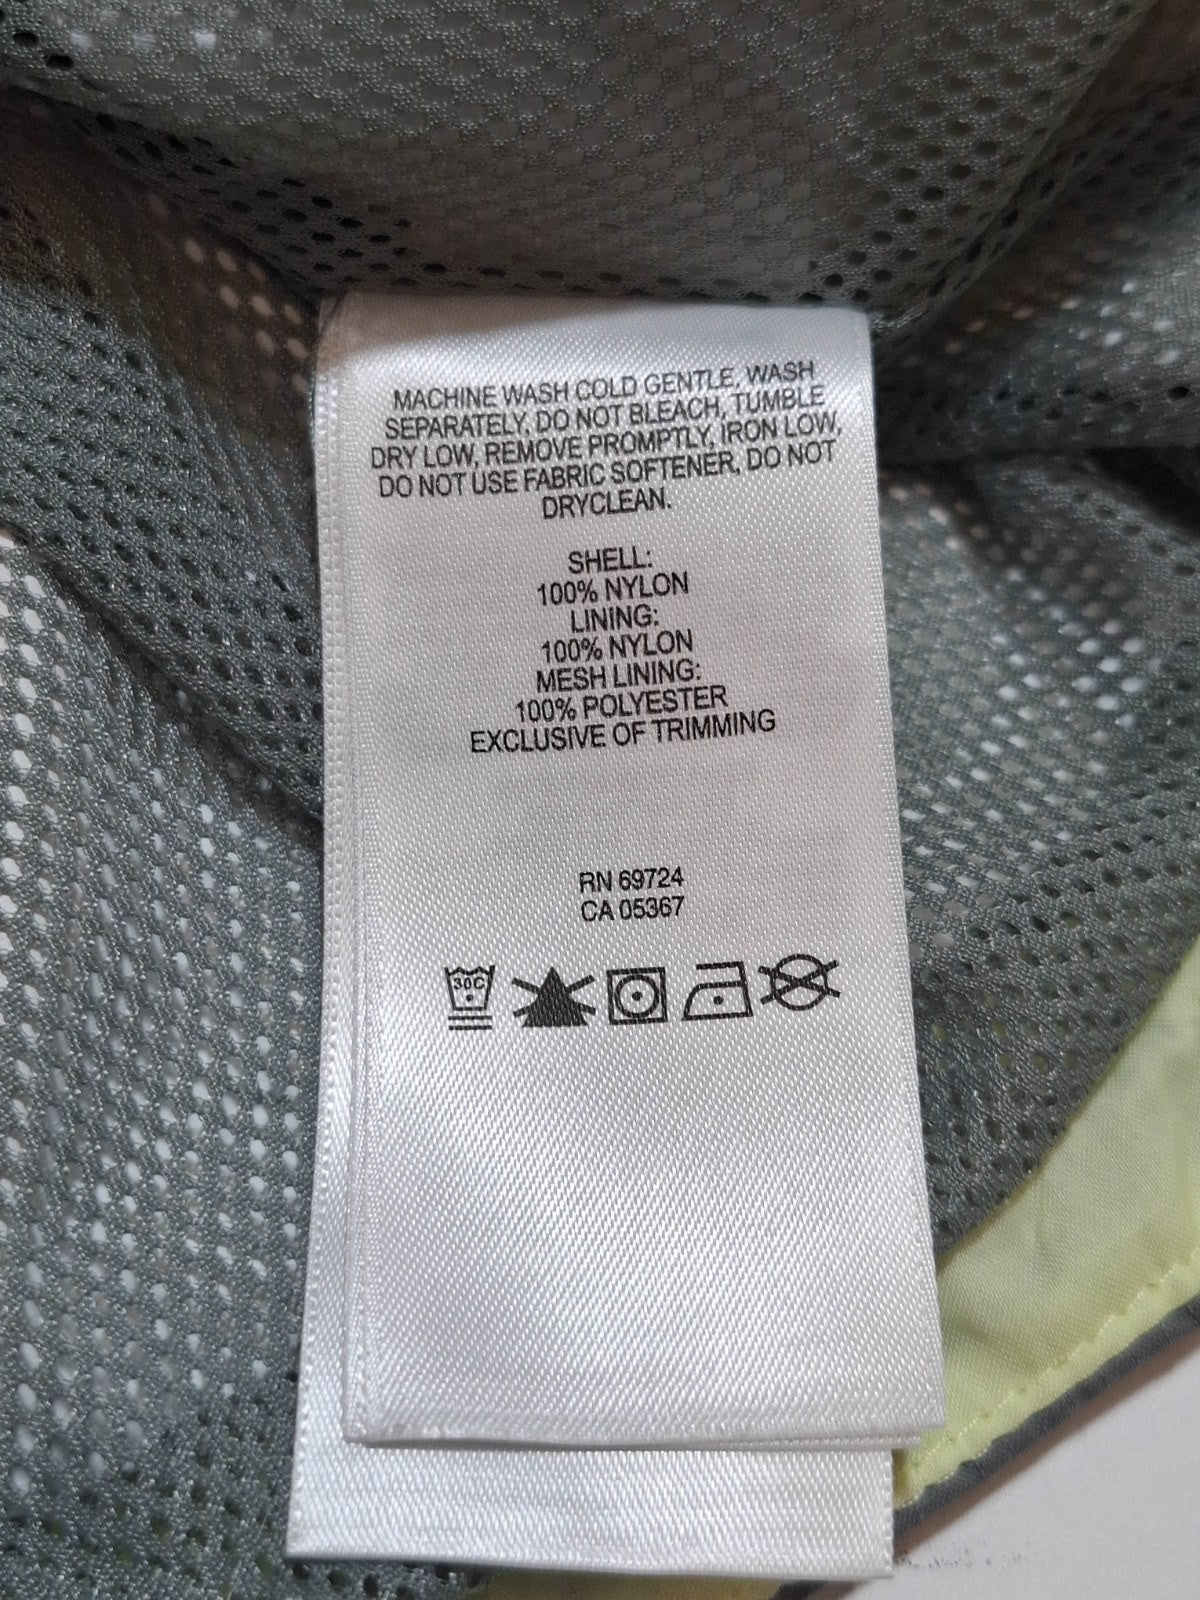 MACHINE WASH COLD GENTLE, WASH
SEPARATELY, DO NOT BLEACH, TUMBLE
DRY LOW, REMOVE PROMPTLY, IRON LOW,
DO NOT USE FABRIC SOFTENER, DO NOT
DRYCLEAN.
SHELL:
100% NYLON
LINING:
100% NYLON
MESH LINING:
100% POLYESTER
EXCLUSIVE OF TRIMMING
RN 69724
CA 05367
30C